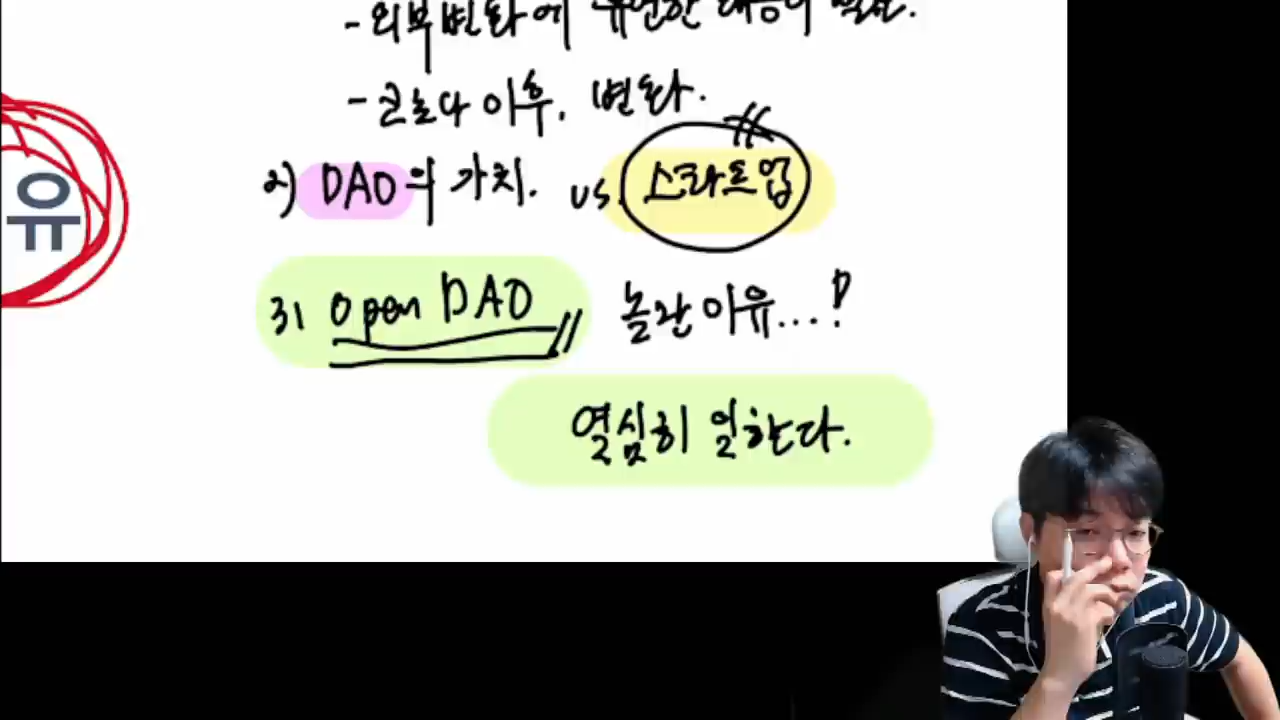 -외부변화에 유연한 대응이 필요.
-코로나 이후, 변화.
유
2) DAO의 가치. vs. 스타트업
3) Open DAO 놀란 이유...?
열심히 일한다.